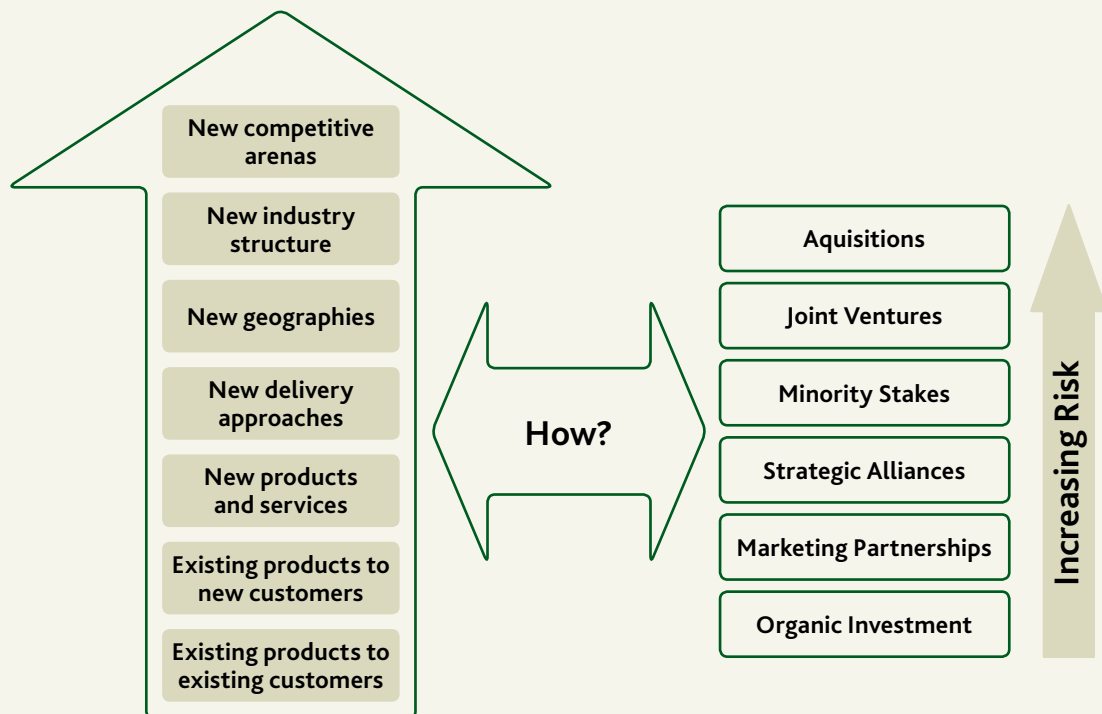 New competitive
arenas
New industry
structure
New geographies
New delivery
approaches
New products
and services
Existing products to
new customers
Existing products to
existing customers
How?
Aquisitions
Joint Ventures
Minority Stakes
Strategic Alliances
Marketing Partnerships
Organic Investment
Increasing Risk